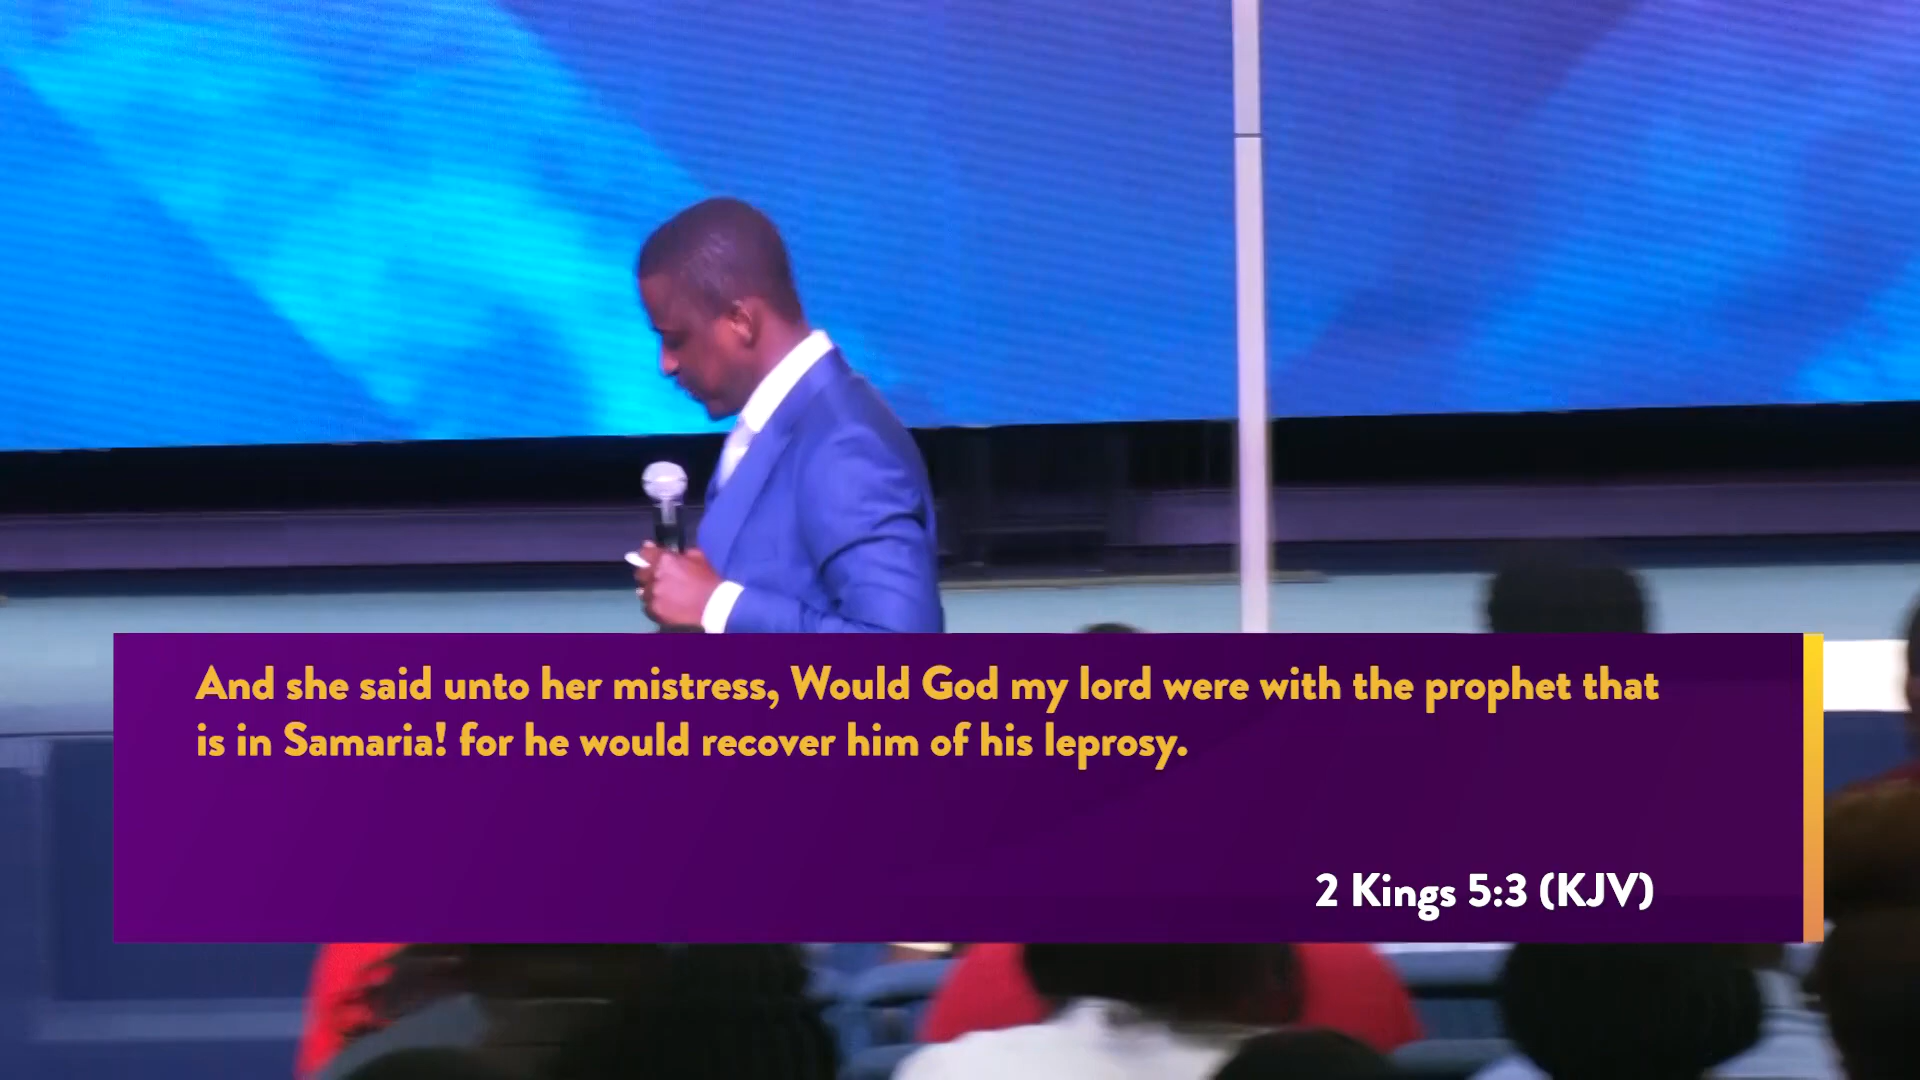 And she said unto her mistress, Would God my lord were with the prophet that
is in Samaria! for he would recover him of his leprosy.
2 Kings 5:3 (KJV)